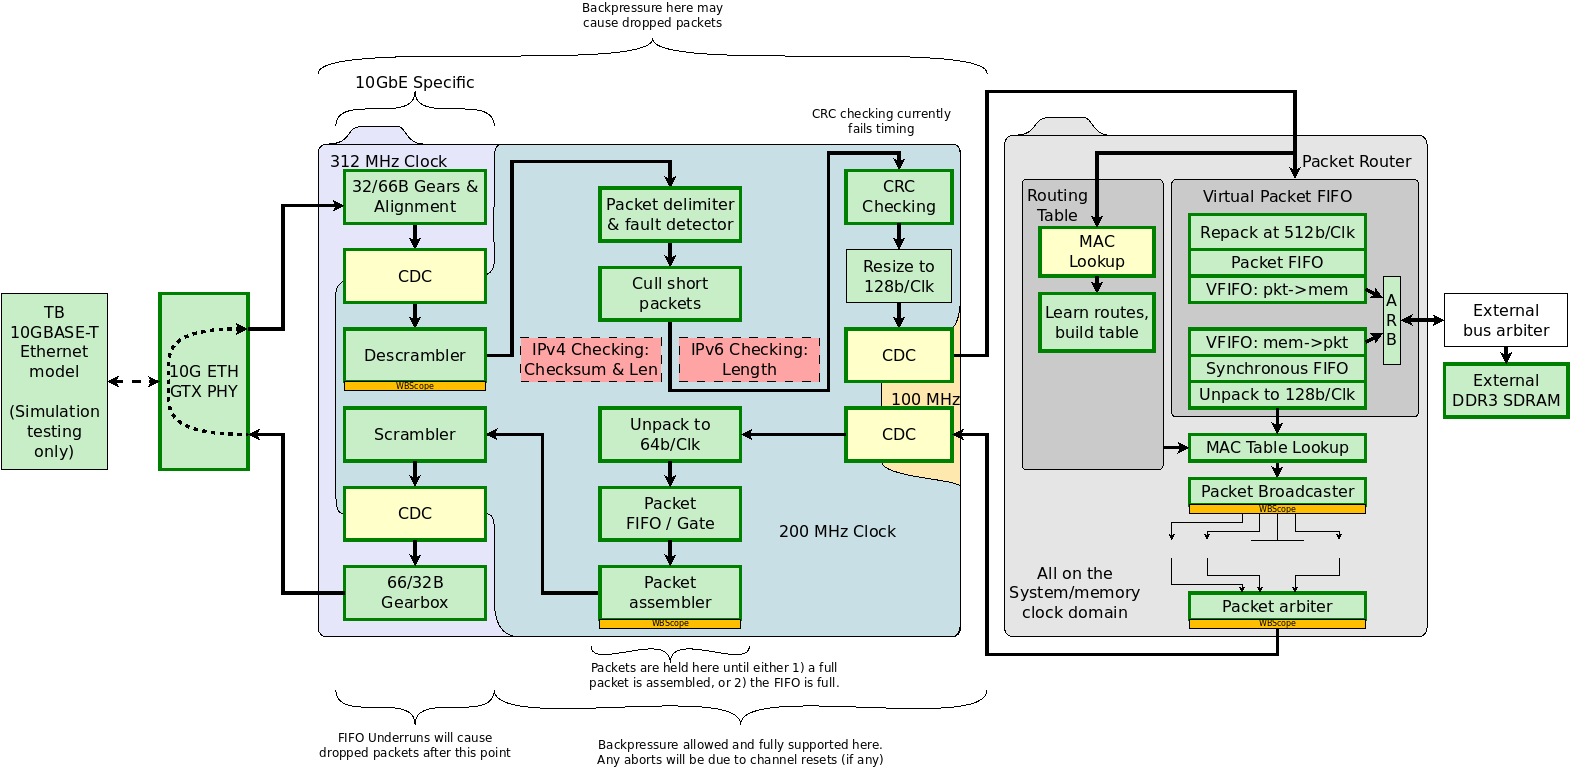 Backpressure here may
cause dropped packets
10GbE Specific
CRC checking currently
fails timing
312 MHz Clock
32/66B Gears &
Alignment
CDC
Descrambler
WBScope
Scrambler
CDC
66/32B
Gearbox
TB
10GBASE-T
Ethernet
model
(Simulation
testing
only)
10G ETH
GTX PHY
Packet delimiter
& fault detector
Cull short
packets
IPv4 Checking:
Checksum & Len
IPv6 Checking:
Length
CRC
Checking
Resize to
128b/Clk
CDC
100 MHz
CDC
Unpack to
64b/Clk
Packet
FIFO / Gate
Packet
assembler
WBScope
200 MHz Clock
Packet Router
Routing
Table
MAC
Lookup
Learn routes,
build table
Virtual Packet FIFO
Repack at 512b/Clk
Packet FIFO
VFIFO: pkt->mem
VFIFO: mem->pkt
Synchronous FIFO
Unpack to 128b/Clk
A
R
B
External
bus arbiter
External
DDR3 SDRAM
MAC Table Lookup
Packet Broadcaster
WBScope
All on the
System/memory
clock domain
Packet arbiter
WBScope
Packets are held here until either 1) a full
packet is assembled, or 2) the FIFO is full.
FIFO Underruns will cause
dropped packets after this point
Backpressure allowed and fully supported here.
Any aborts will be due to channel resets (if any)